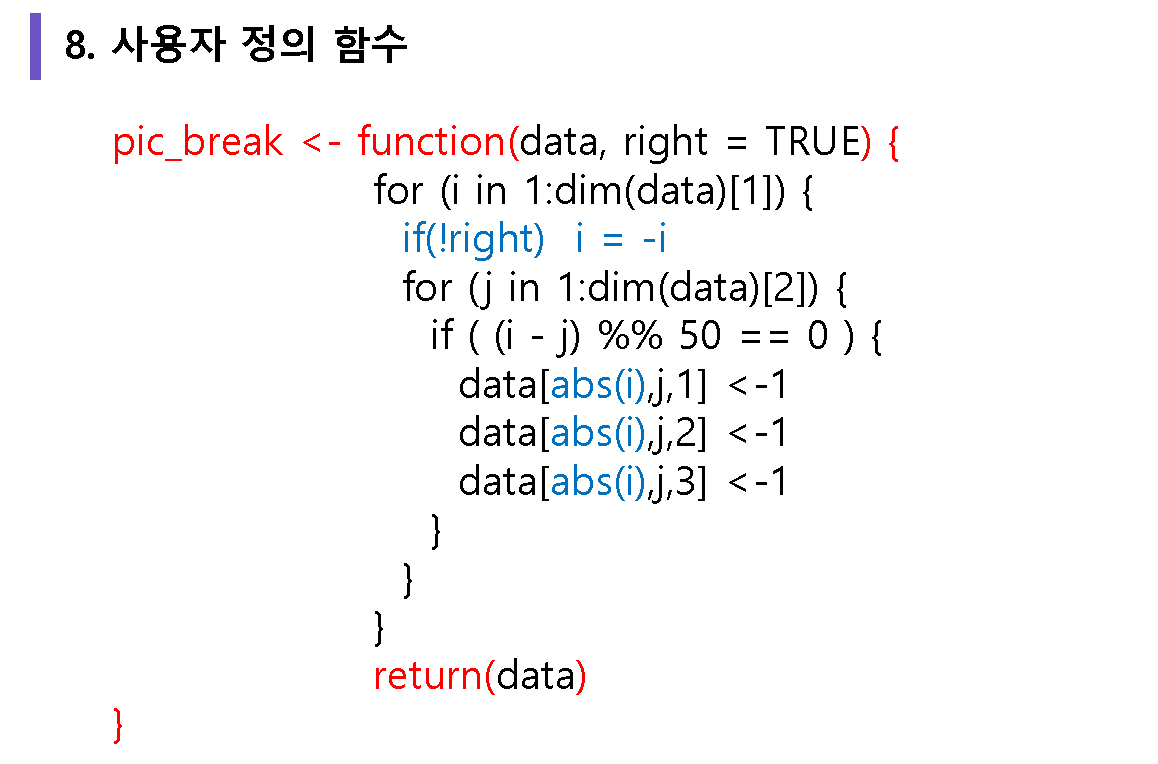 8. 사용자 정의 함수
pic_break <- function(data, right = TRUE) {
for (i in 1:dim(data)[1]) {
if(!right) i = -i
for (j in 1:dim(data)[2]) {
if ( (i - j) %% 50 == 0 ) {
data[abs(i),j,1] <-1
data[abs(i),j,2] <-1
data[abs(i),j,3] <-1
}
}
}
return(data)
}